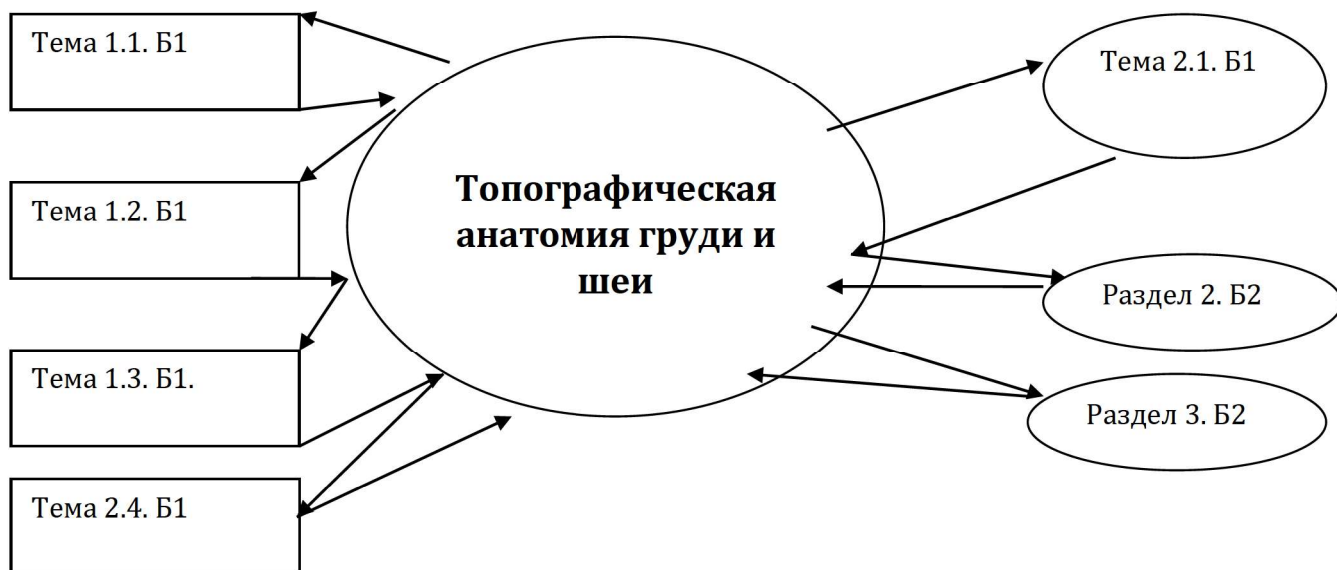 Тема 1.1. Б1
Тема 1.2. Б1
Тема 1.3. Б1.
Тема 2.4. Б1
Топографическая
анатомия груди и
шеи
Тема 2.1. Б1
Раздел 2. Б2
Раздел 3. Б2